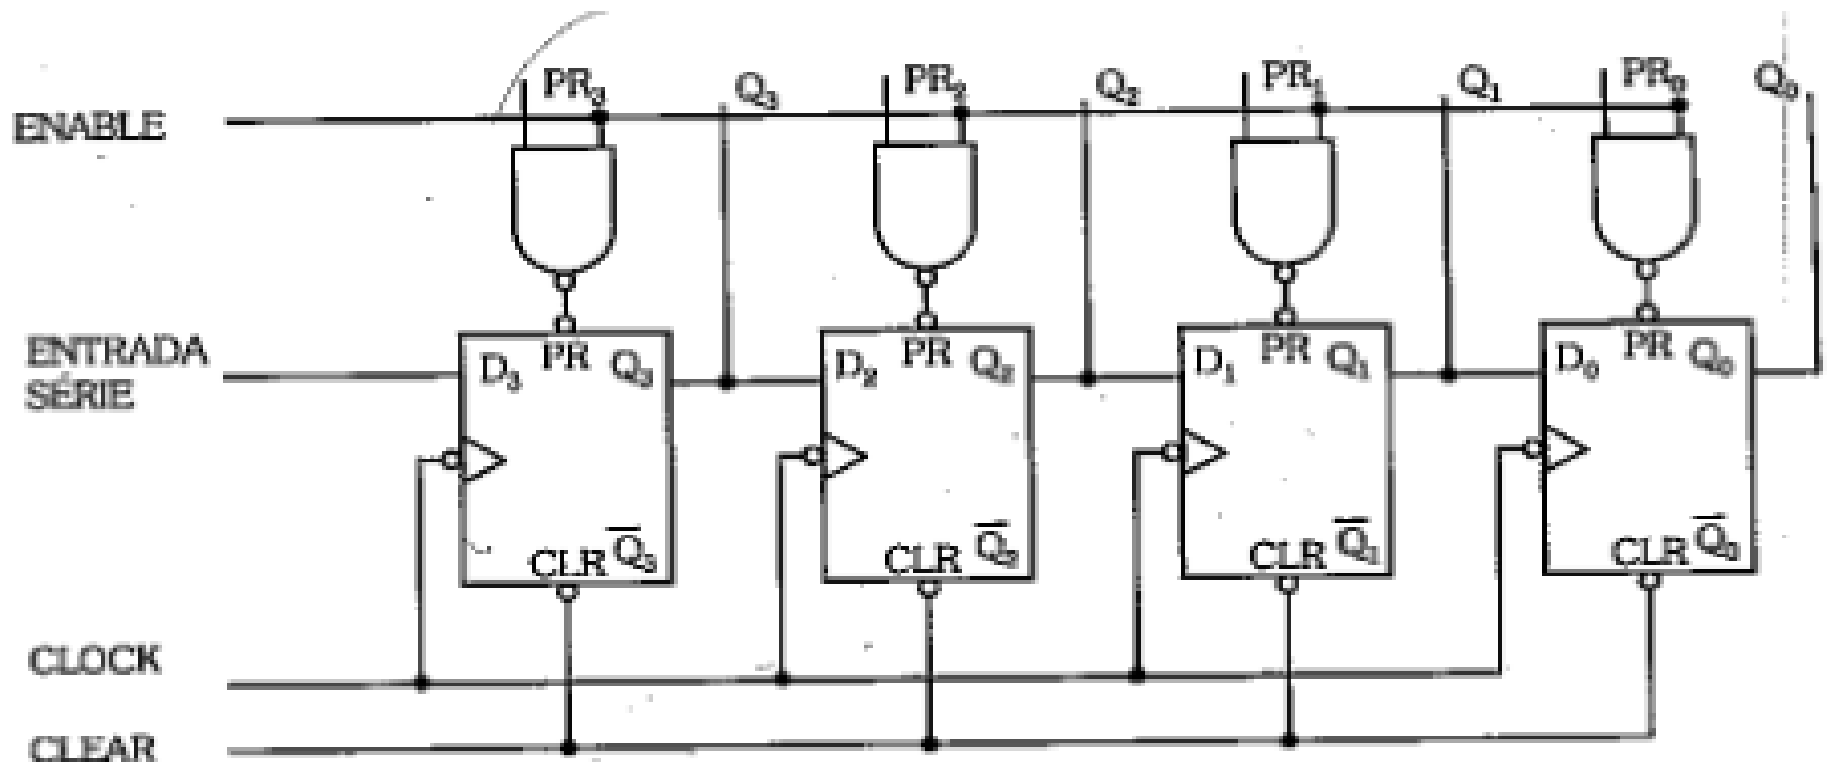 PR₃ Q₃ PR₂ Q₂ PR₁ Q₁ PR₀ Q₀
ENABLE
ENTRADA
SÉRIE
D₃ PR Q₃ D₂ PR Q₂ D₁ PR Q₁ D₀ PR Q₀
CLR Q̅₃ CLR Q̅₂ CLR Q̅₁ CLR Q̅₀
CLOCK
CLEAR